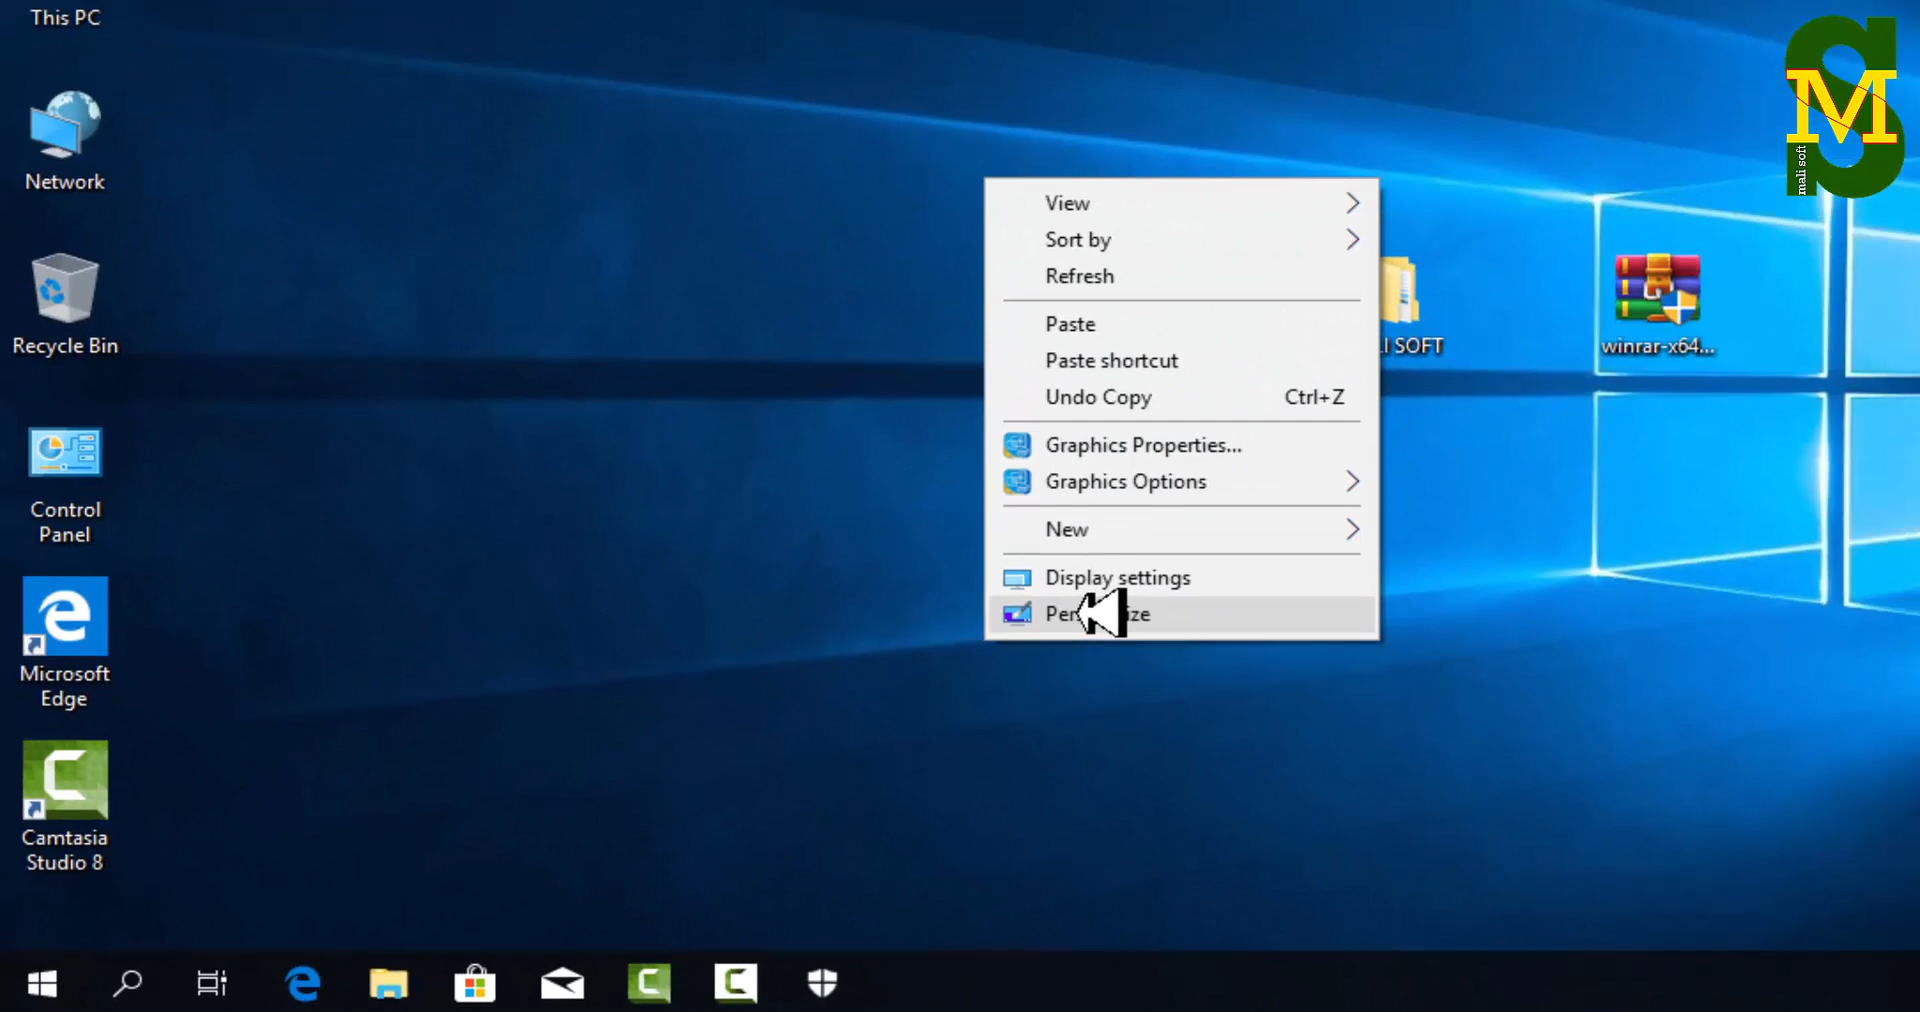 This PC
Network
Recycle Bin
Control
Panel
Microsoft
Edge
Camtasia
Studio 8
View
Sort by
Refresh
Paste
Paste shortcut
Undo Copy Ctrl+Z
Graphics Properties...
Graphics Options
New
Display settings
LI SOFT
winrar-x64...
SM
mali soft